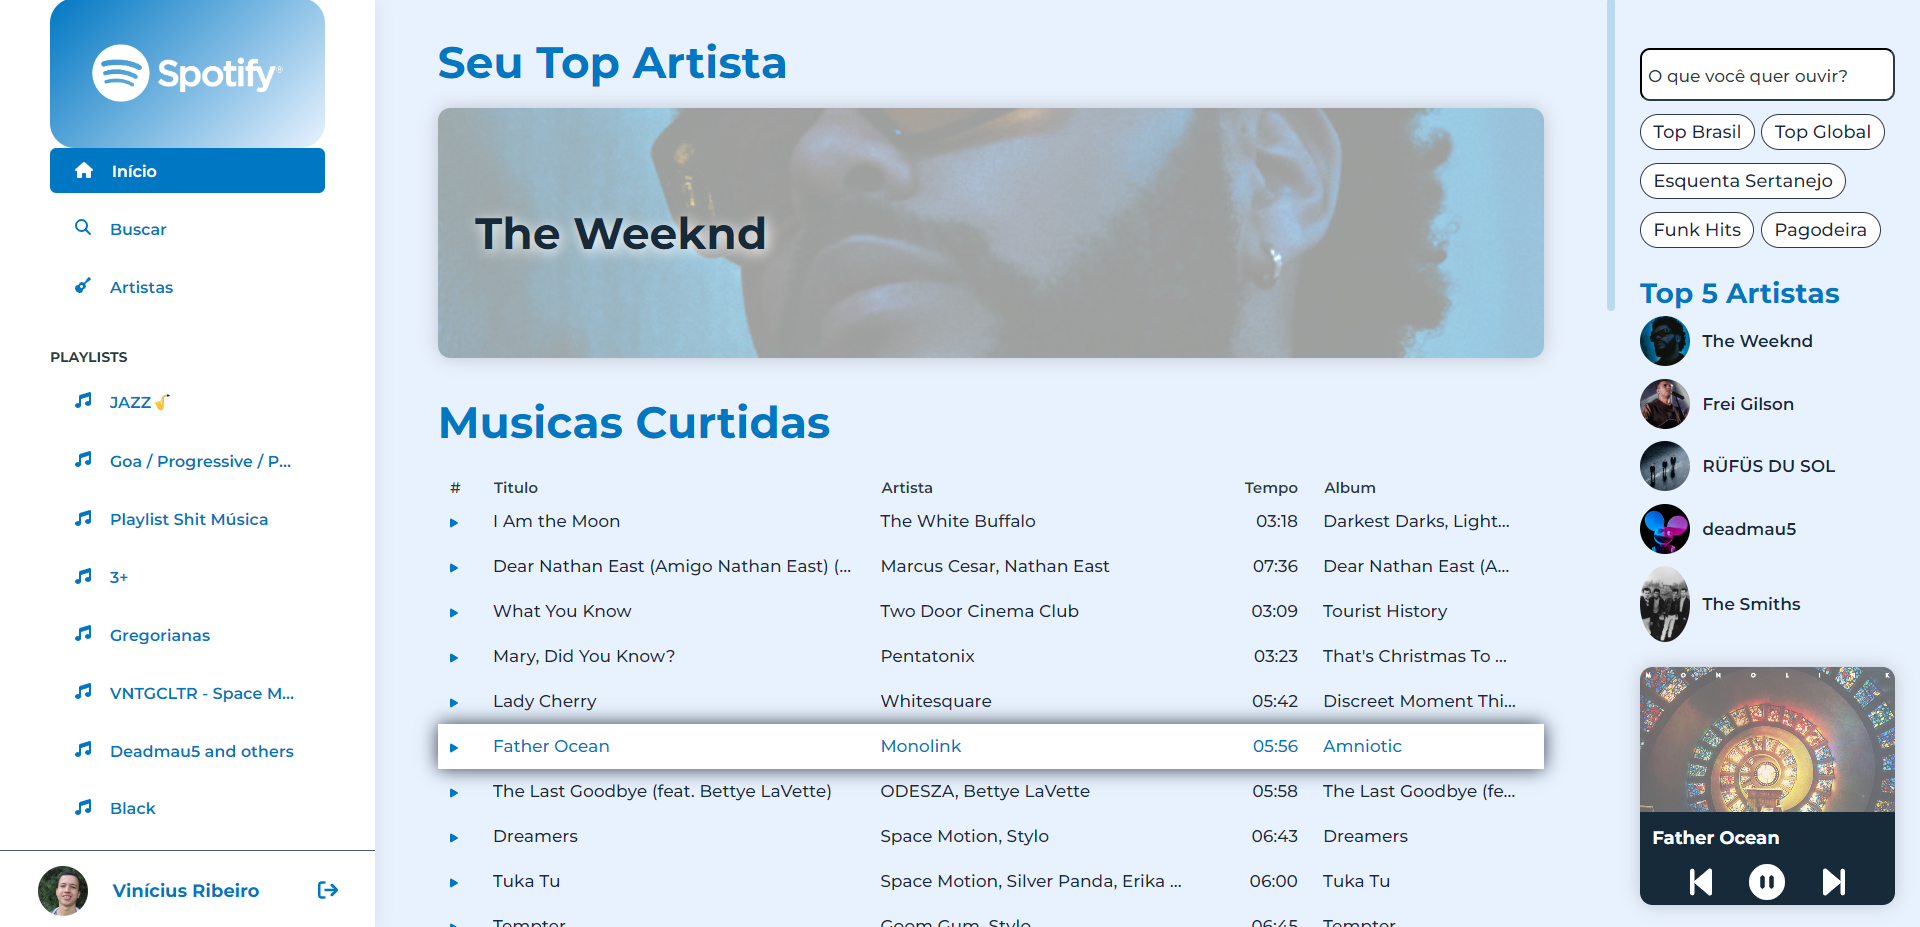 Spotify®
Início
Buscar
Artistas
PLAYLISTS
JAZZ🎷
Goa / Progressive / P...
Playlist Shit Música
3+
Gregorianas
VNTGCLTR - Space M...
Deadmau5 and others
Black
Vinícius Ribeiro
Seu Top Artista
The Weeknd
Musicas Curtidas
# Titulo Artista Tempo Album
I Am the Moon The White Buffalo 03:18 Darkest Darks, Light...
Dear Nathan East (Amigo Nathan East) (... Marcus Cesar, Nathan East 07:36 Dear Nathan East (A...
What You Know Two Door Cinema Club 03:09 Tourist History
Mary, Did You Know? Pentatonix 03:23 That's Christmas To ...
Lady Cherry Whitesquare 05:42 Discreet Moment Thi...
Father Ocean Monolink 05:56 Amniotic
The Last Goodbye (feat. Bettye LaVette) ODESZA, Bettye LaVette 05:58 The Last Goodbye (fe...
Dreamers Space Motion, Stylo 06:43 Dreamers
Tuka Tu Space Motion, Silver Panda, Erika ... 06:00 Tuka Tu
Tempter Goom Gum, Stylo 06:45 Tempter
O que você quer ouvir?
Top Brasil Top Global
Esquenta Sertanejo
Funk Hits Pagodeira
Top 5 Artistas
The Weeknd
Frei Gilson
RÜFÜS DU SOL
deadmau5
The Smiths
MONOLINK
Father Ocean